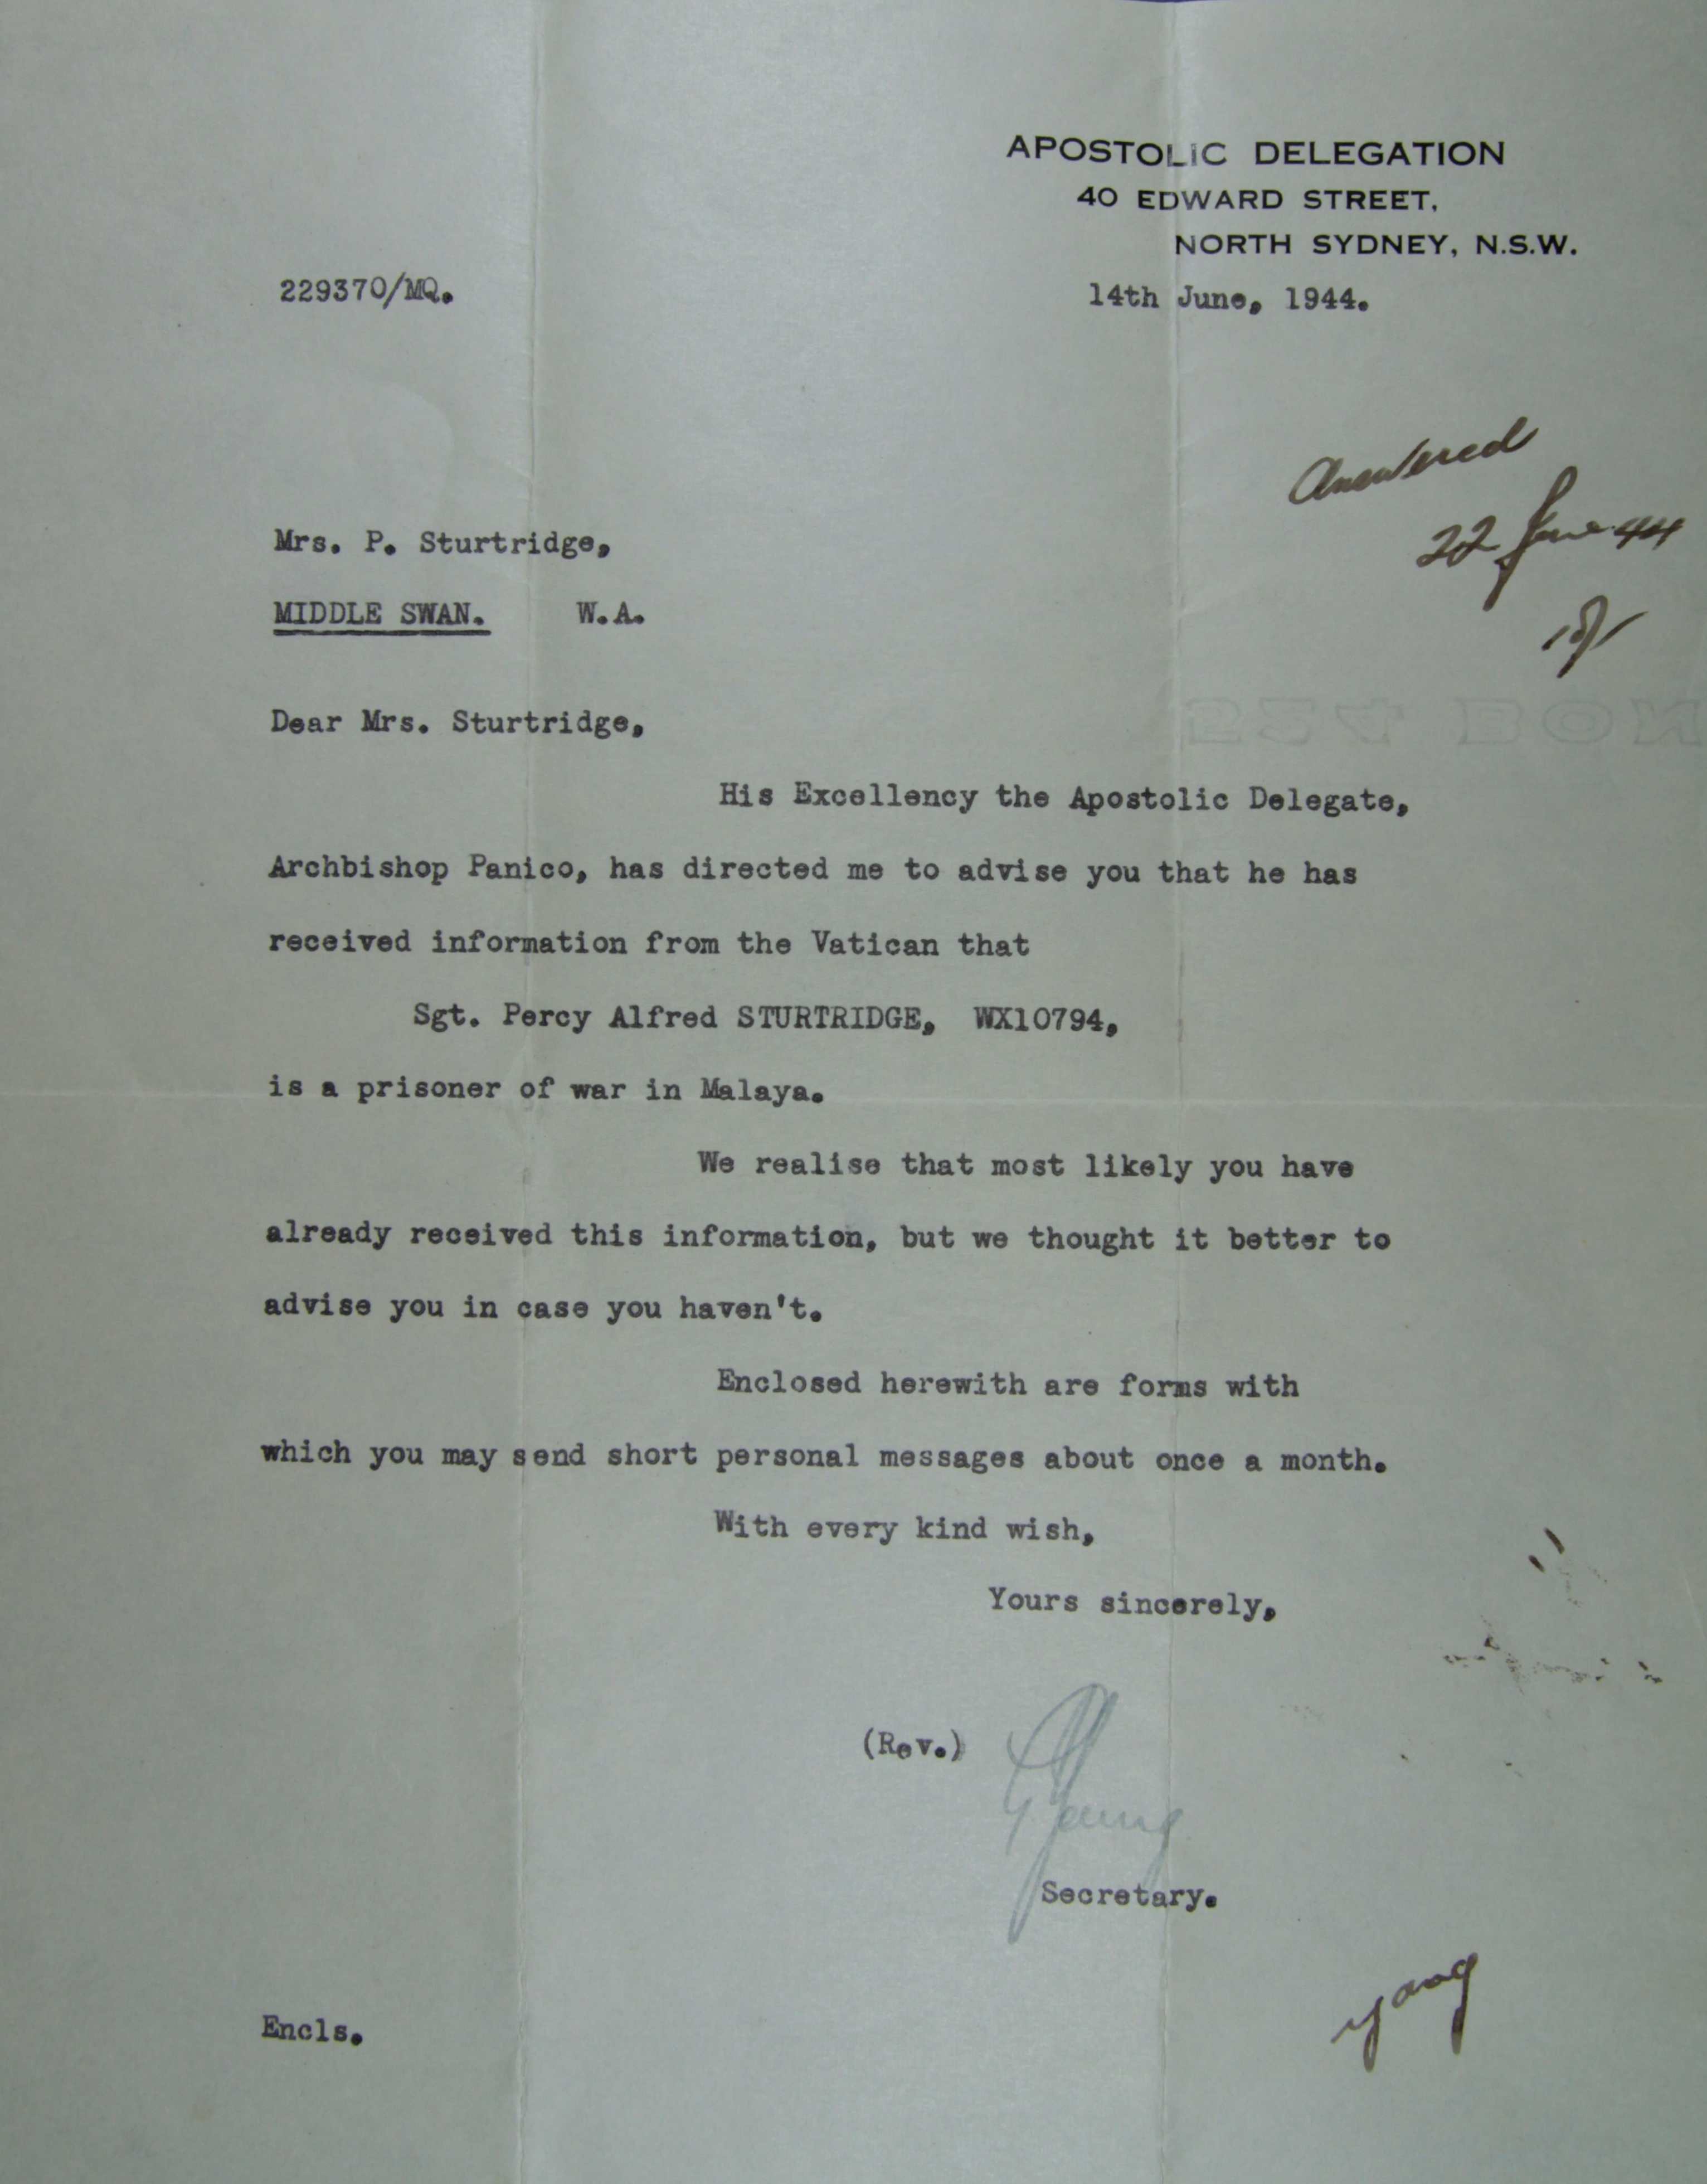 APOSTOLIC DELEGATION
40 EDWARD STREET,
NORTH SYDNEY, N.S.W.
229370/MQ.
14th June, 1944.
Answered
22 June 44
Mrs. P. Sturtridge,
MIDDLE SWAN. W.A.
Dear Mrs. Sturtridge,
His Excellency the Apostolic Delegate,
Archbishop Panico, has directed me to advise you that he has
received information from the Vatican that
Sgt. Percy Alfred STURTRIDGE, WX10794,
is a prisoner of war in Malaya.
We realise that most likely you have
already received this information, but we thought it better to
advise you in case you haven't.
Enclosed herewith are forms with
which you may send short personal messages about once a month.
With every kind wish,
Yours sincerely,
(Rev.)
Secretary.
Encls.